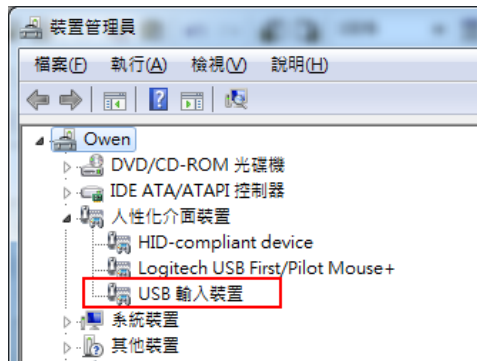 裝置管理員
檔案(F) 執行(A) 檢視(V) 說明(H)
Owen
DVD/CD-ROM 光碟機
IDE ATA/ATAPI 控制器
人性化介面裝置
HID-compliant device
Logitech USB First/Pilot Mouse+
USB 輸入裝置
系統裝置
其他裝置